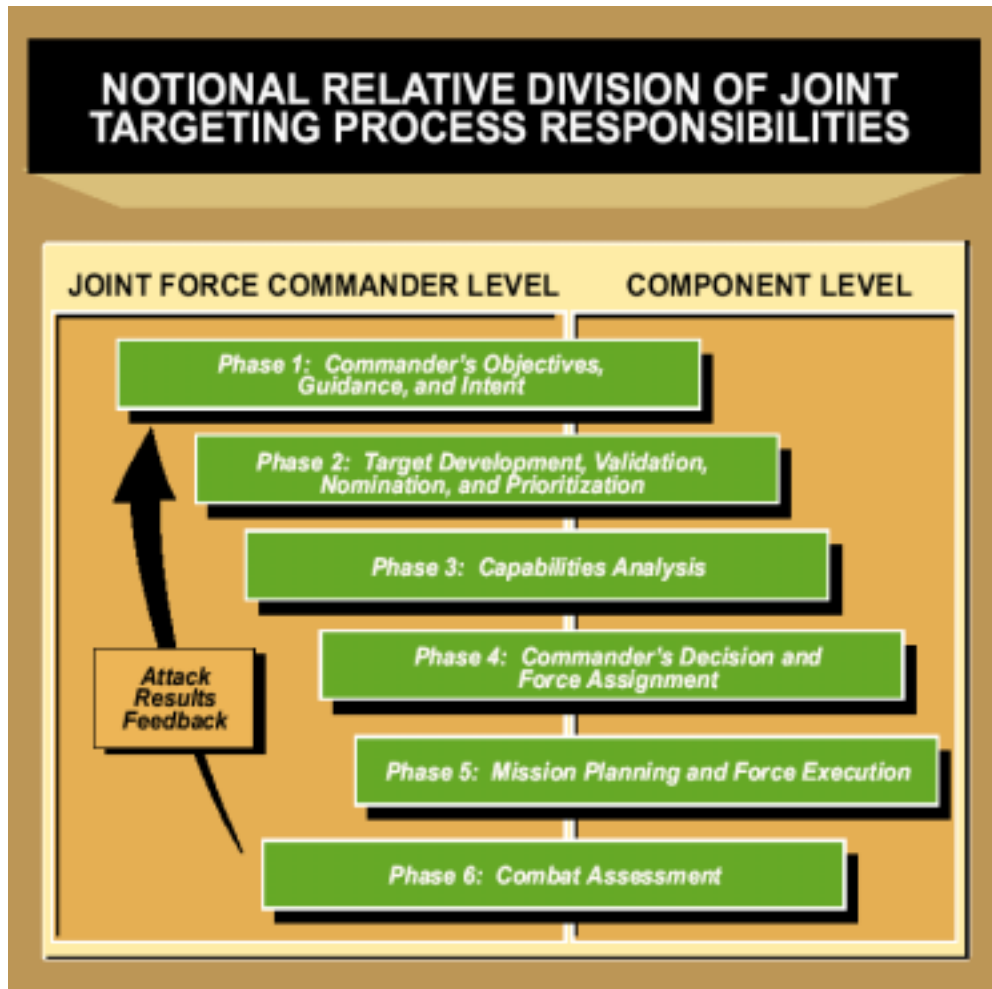 NOTIONAL RELATIVE DIVISION OF JOINT
TARGETING PROCESS RESPONSIBILITIES
JOINT FORCE COMMANDER LEVEL
COMPONENT LEVEL
Phase 1: Commander's Objectives,
Guidance, and Intent
Phase 2: Target Development, Validation,
Nomination, and Prioritization
Phase 3: Capabilities Analysis
Phase 4: Commander's Decision and
Force Assignment
Attack
Results
Feedback
Phase 5: Mission Planning and Force Execution
Phase 6: Combat Assessment